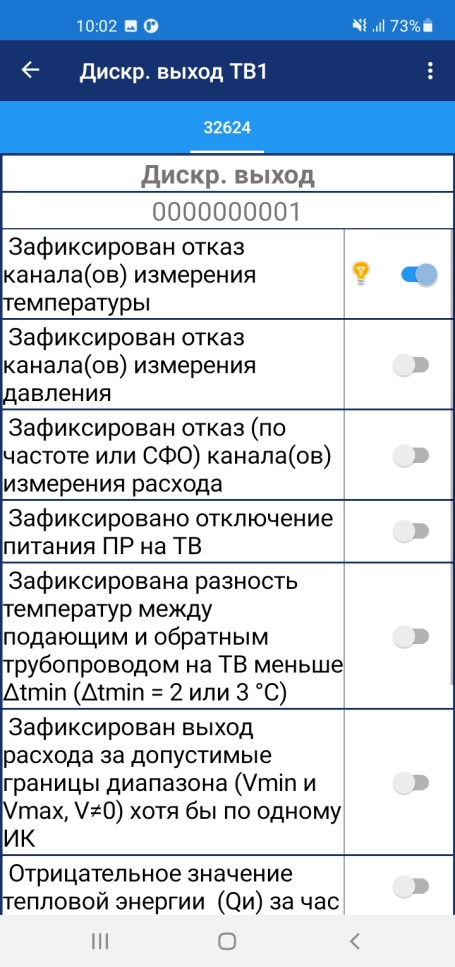 10:02
73%
Дискр. выход ТВ1
32624
Дискр. выход
0000000001
Зафиксирован отказ
канала(ов) измерения
температуры
Зафиксирован отказ
канала(ов) измерения
давления
Зафиксирован отказ (по
частоте или СФО) канала(ов)
измерения расхода
Зафиксировано отключение
питания ПР на ТВ
Зафиксирована разность
температур между
подающим и обратным
трубопроводом на ТВ меньше
Δtmin (Δtmin = 2 или 3 °C)
Зафиксирован выход
расхода за допустимые
границы диапазона (Vmin и
Vmax, V≠0) хотя бы по одному
ИК
Отрицательное значение
тепловой энергии (Qи) за час